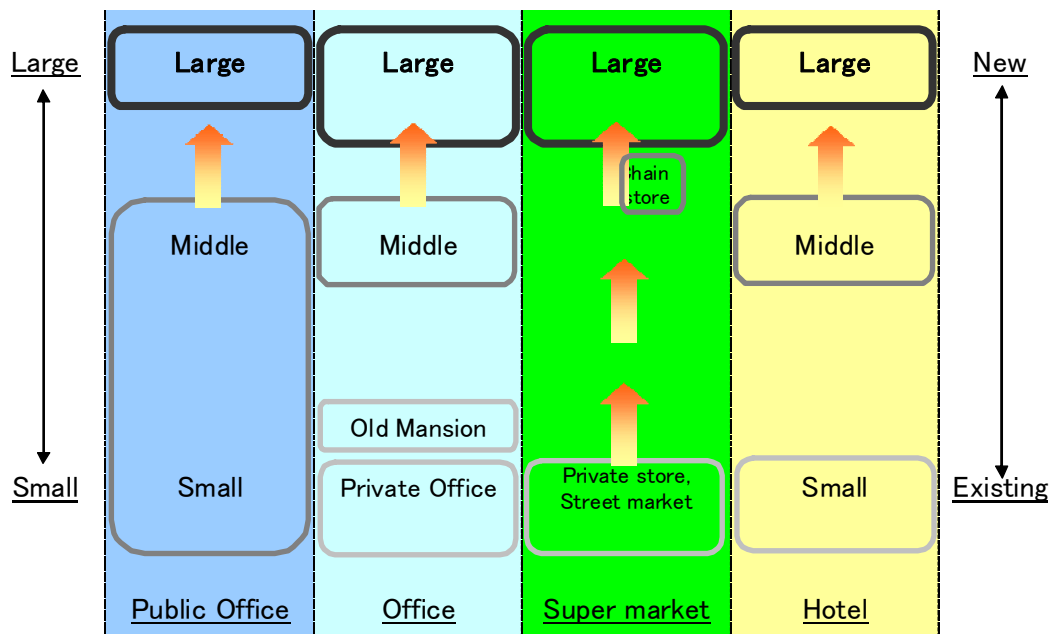 Large
Large
Large
Large
Large
New
Chain
store
Middle
Middle
Middle
Old Mansion
Small
Small
Private Office
Private store,
Street market
Small
Existing
Public Office
Office
Super market
Hotel